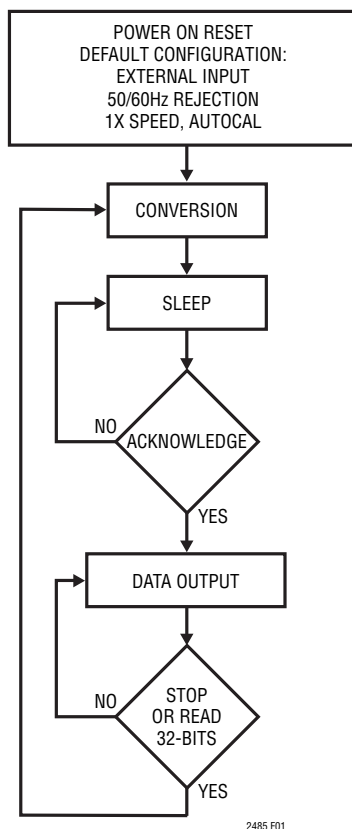 POWER ON RESET
DEFAULT CONFIGURATION:
EXTERNAL INPUT
50/60Hz REJECTION
1X SPEED, AUTOCAL
CONVERSION
SLEEP
NO
ACKNOWLEDGE
YES
DATA OUTPUT
NO
STOP
OR READ
32-BITS
YES
2485 F01